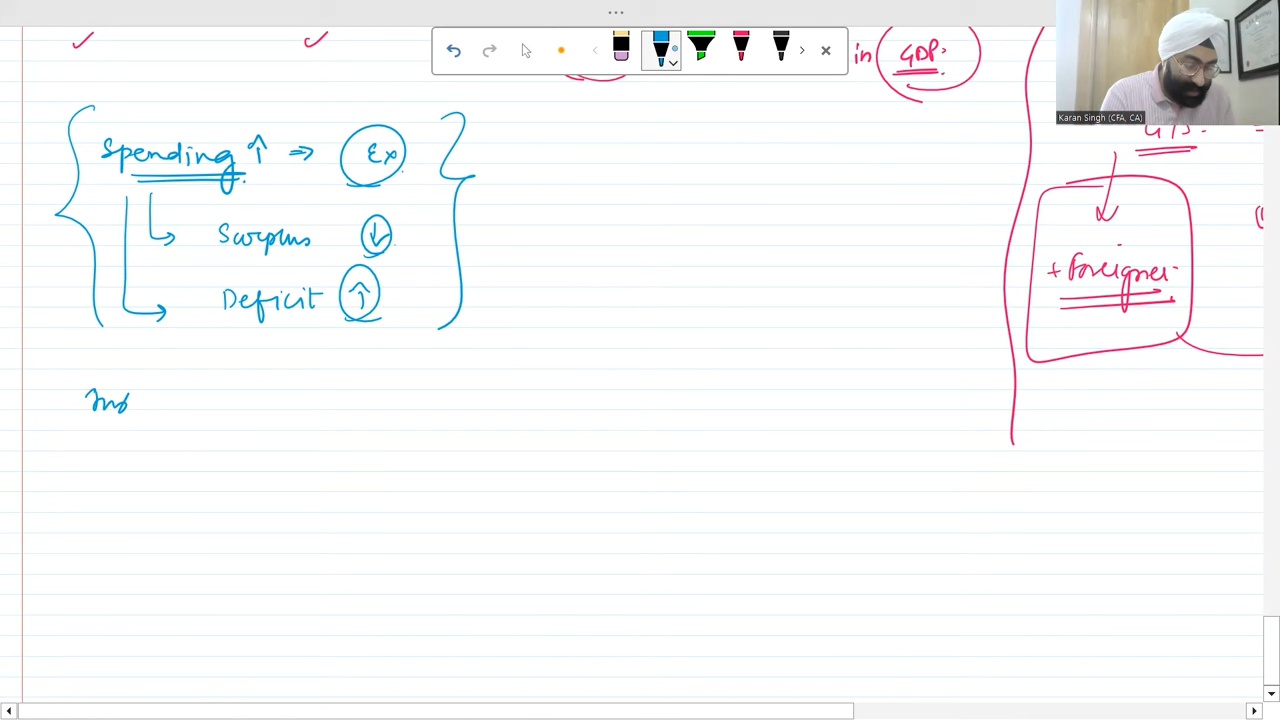 in GDP.
Karan Singh (CFA, CA)
Spending ↑ ⇒ Ex
Surplus ↓
Deficit ↑
+ Foreigner